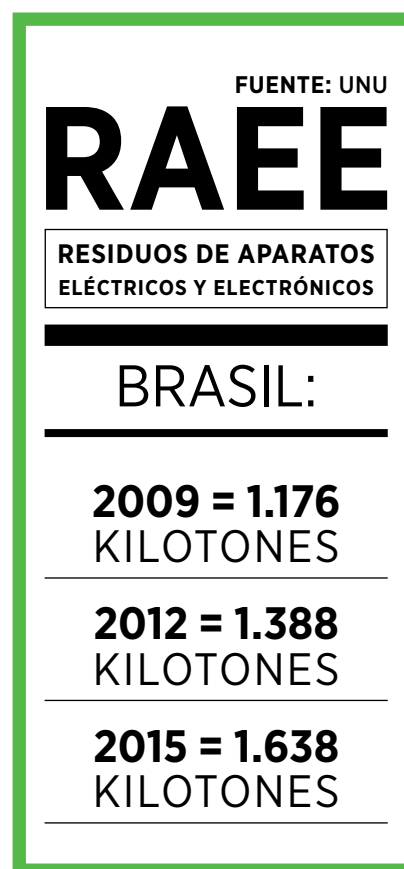 FUENTE: UNU
RAEE
RESIDUOS DE APARATOS
ELÉCTRICOS Y ELECTRÓNICOS
BRASIL:
2009 = 1.176
KILOTONES
2012 = 1.388
KILOTONES
2015 = 1.638
KILOTONES